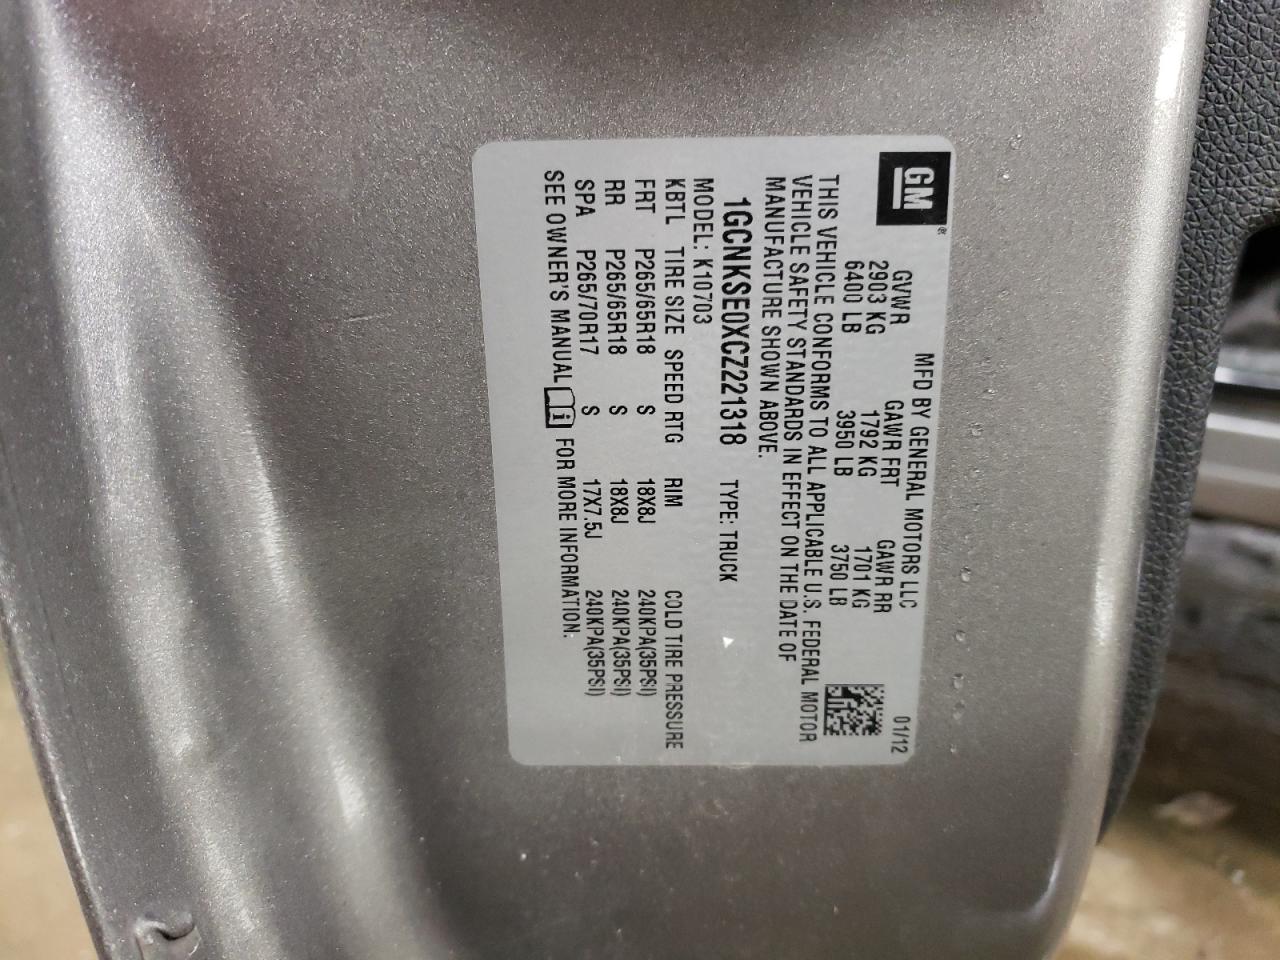 GM
MFD BY GENERAL MOTORS LLC 01/12
GVWR GAWR FRT GAWR RR
2903 KG 1792 KG 1701 KG
6400 LB 3950 LB 3750 LB
THIS VEHICLE CONFORMS TO ALL APPLICABLE U.S. FEDERAL MOTOR
VEHICLE SAFETY STANDARDS IN EFFECT ON THE DATE OF
MANUFACTURE SHOWN ABOVE.
1GCNKSE0XCZ221318 TYPE: TRUCK
MODEL: K10703
KBTL TIRE SIZE SPEED RTG RIM COLD TIRE PRESSURE
FRT P265/65R18 S 18X8J 240KPA(35PSI)
RR P265/65R18 S 18X8J 240KPA(35PSI)
SPA P265/70R17 S 17X7.5J 240KPA(35PSI)
SEE OWNER'S MANUAL i FOR MORE INFORMATION.